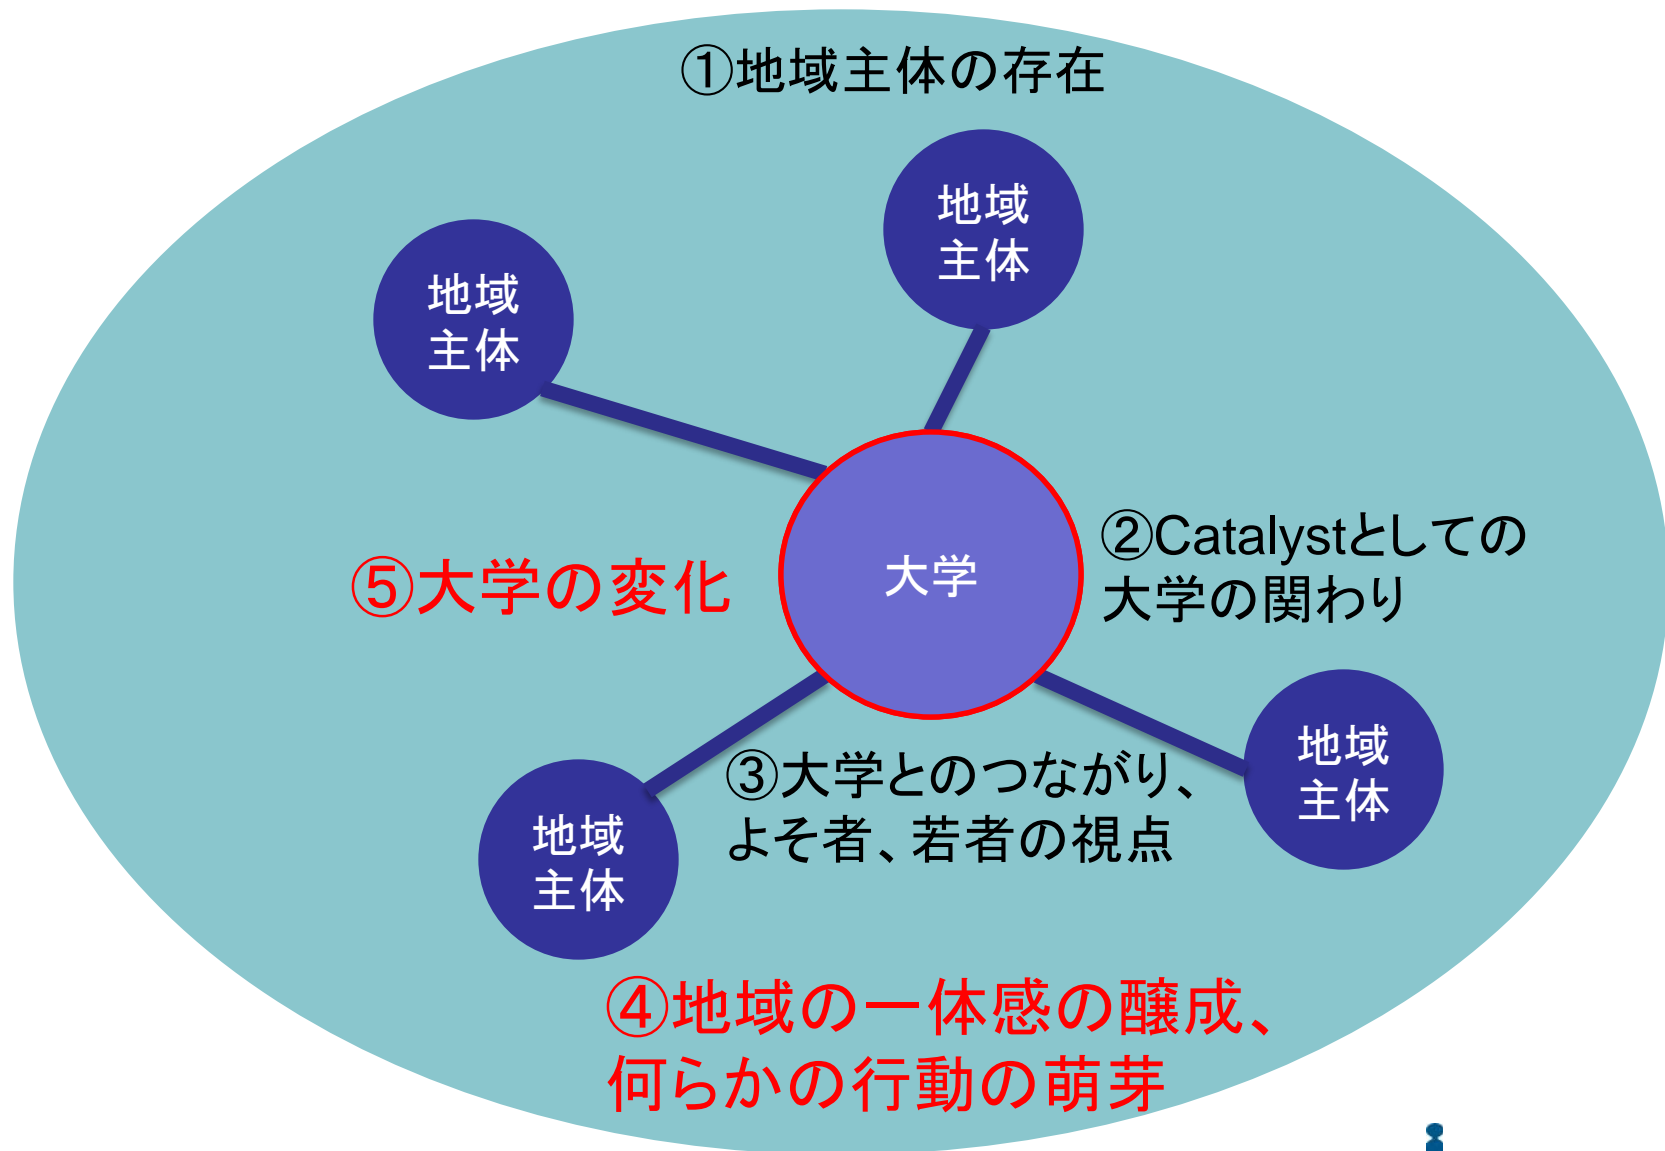 ①地域主体の存在
地域
主体
地域
主体
②Catalystとしての
大学の関わり
大学
⑤大学の変化
地域
主体
③大学とのつながり、
よそ者、若者の視点
地域
主体
④地域の一体感の醸成、
何らかの行動の萌芽